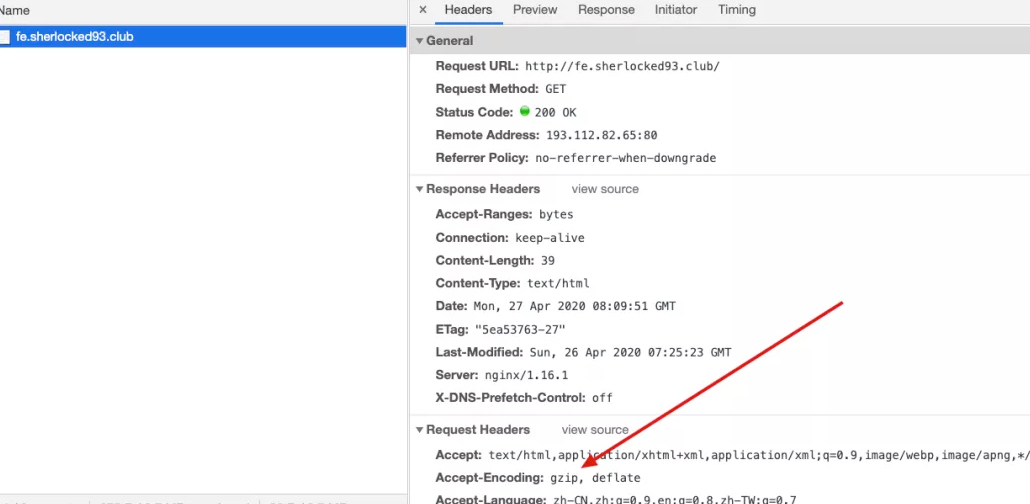 Name
fe.sherlocked93.club
× Headers Preview Response Initiator Timing
General
Request URL: http://fe.sherlocked93.club/
Request Method: GET
Status Code: 200 OK
Remote Address: 193.112.82.65:80
Referrer Policy: no-referrer-when-downgrade
Response Headers view source
Accept-Ranges: bytes
Connection: keep-alive
Content-Length: 39
Content-Type: text/html
Date: Mon, 27 Apr 2020 08:09:51 GMT
ETag: "5ea53763-27"
Last-Modified: Sun, 26 Apr 2020 07:25:23 GMT
Server: nginx/1.16.1
X-DNS-Prefetch-Control: off
Request Headers view source
Accept: text/html,application/xhtml+xml,application/xml;q=0.9,image/webp,image/apng,*/
Accept-Encoding: gzip, deflate
Accept-Language: zh-CN,zh;q=0.9,en;q=0.8,zh-TW;q=0.7